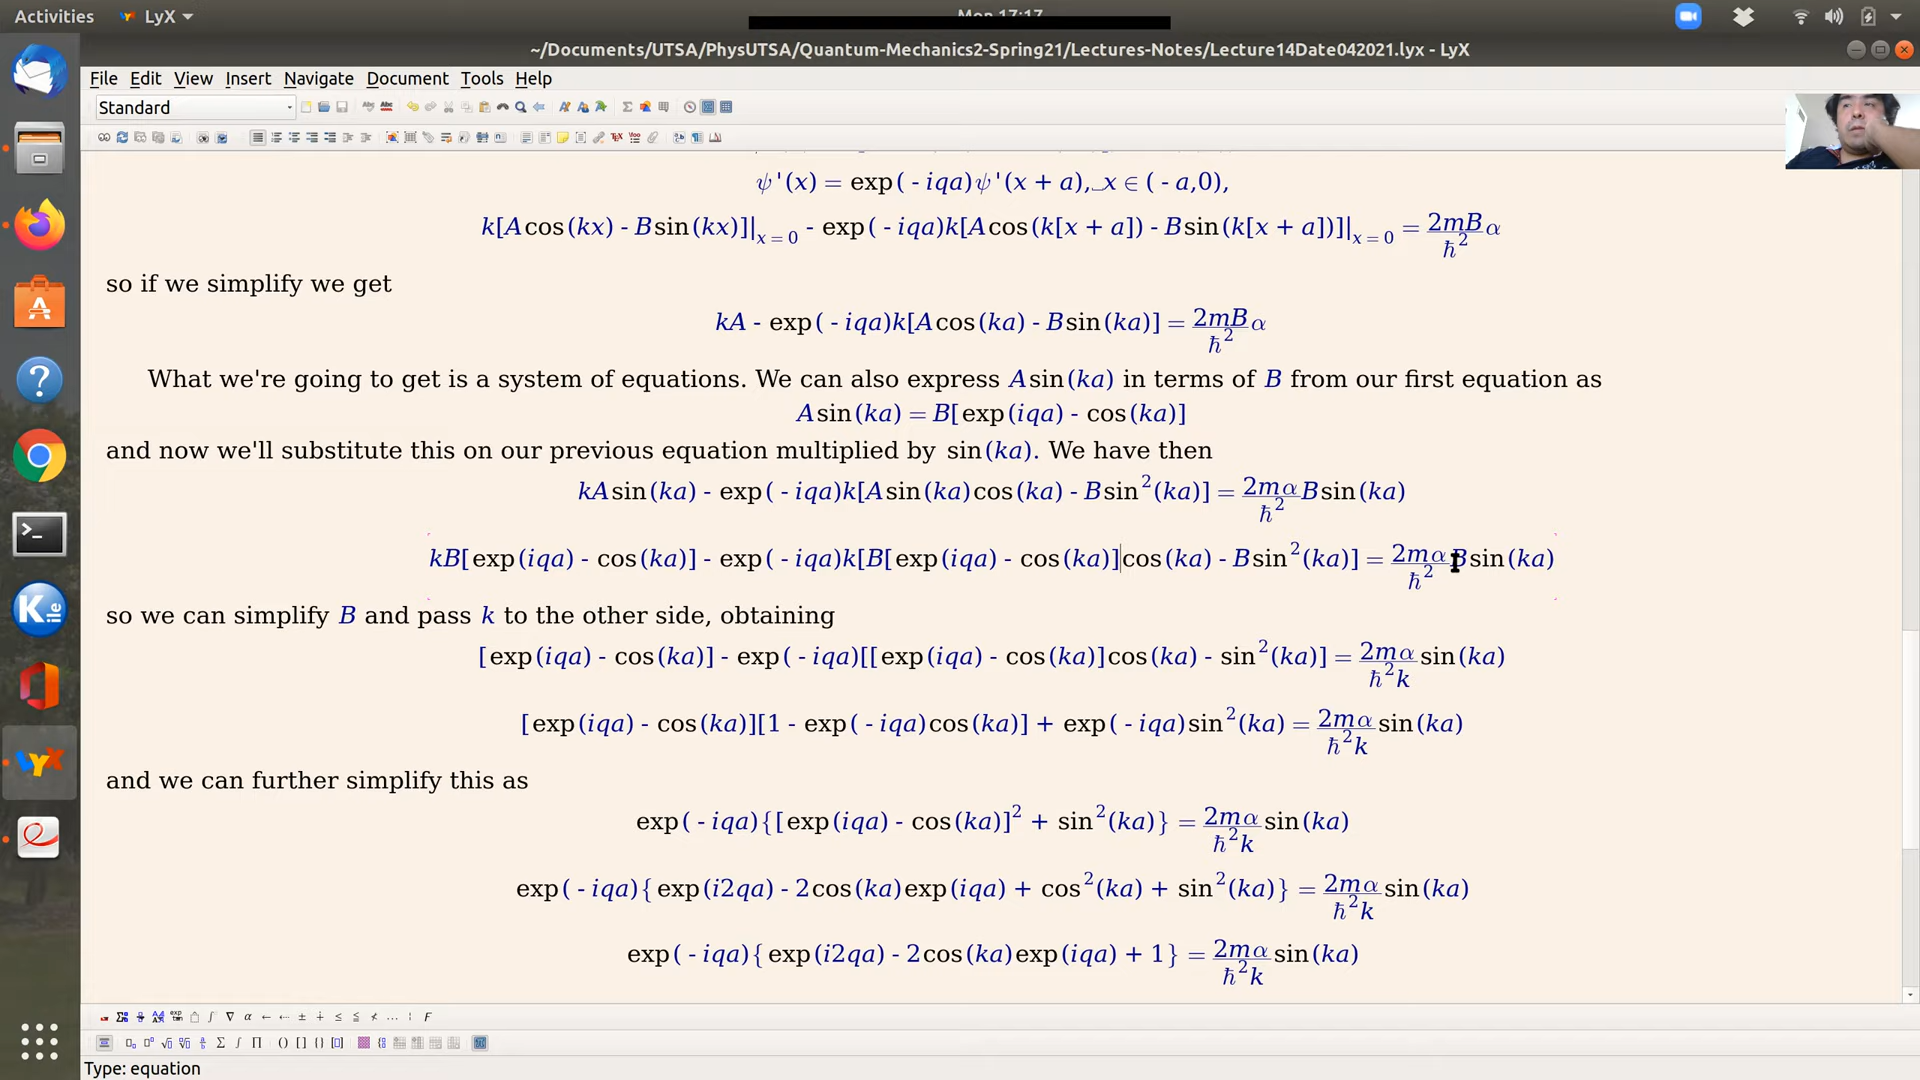 Activities LyX Mon 17:17
~/Documents/UTSA/PhysUTSA/Quantum-Mechanics2-Spring21/Lectures-Notes/Lecture14Date042021.lyx - LyX
File Edit View Insert Navigate Document Tools Help
Standard
ψ'(x) = exp(-iqa)ψ'(x + a), x ∈ (-a,0),
k[Acos(kx) - Bsin(kx)]|ₓ₌₀ - exp(-iqa)k[Acos(k[x + a]) - Bsin(k[x + a])]|ₓ₌₀ = 2mB/ħ² α
so if we simplify we get
kA - exp(-iqa)k[Acos(ka) - Bsin(ka)] = 2mB/ħ² α
What we're going to get is a system of equations. We can also express Asin(ka) in terms of B from our first equation as
Asin(ka) = B[exp(iqa) - cos(ka)]
and now we'll substitute this on our previous equation multiplied by sin(ka). We have then
kAsin(ka) - exp(-iqa)k[Asin(ka)cos(ka) - Bsin²(ka)] = 2mα/ħ² Bsin(ka)
kB[exp(iqa) - cos(ka)] - exp(-iqa)k[B[exp(iqa) - cos(ka)]cos(ka) - Bsin²(ka)] = 2mα/ħ² Bsin(ka)
so we can simplify B and pass k to the other side, obtaining
[exp(iqa) - cos(ka)] - exp(-iqa)[[exp(iqa) - cos(ka)]cos(ka) - sin²(ka)] = 2mα/ħ²k sin(ka)
[exp(iqa) - cos(ka)][1 - exp(-iqa)cos(ka)] + exp(-iqa)sin²(ka) = 2mα/ħ²k sin(ka)
and we can further simplify this as
exp(-iqa){[exp(iqa) - cos(ka)]² + sin²(ka)} = 2mα/ħ²k sin(ka)
exp(-iqa){exp(i2qa) - 2cos(ka)exp(iqa) + cos²(ka) + sin²(ka)} = 2mα/ħ²k sin(ka)
exp(-iqa){exp(i2qa) - 2cos(ka)exp(iqa) + 1} = 2mα/ħ²k sin(ka)
Type: equation